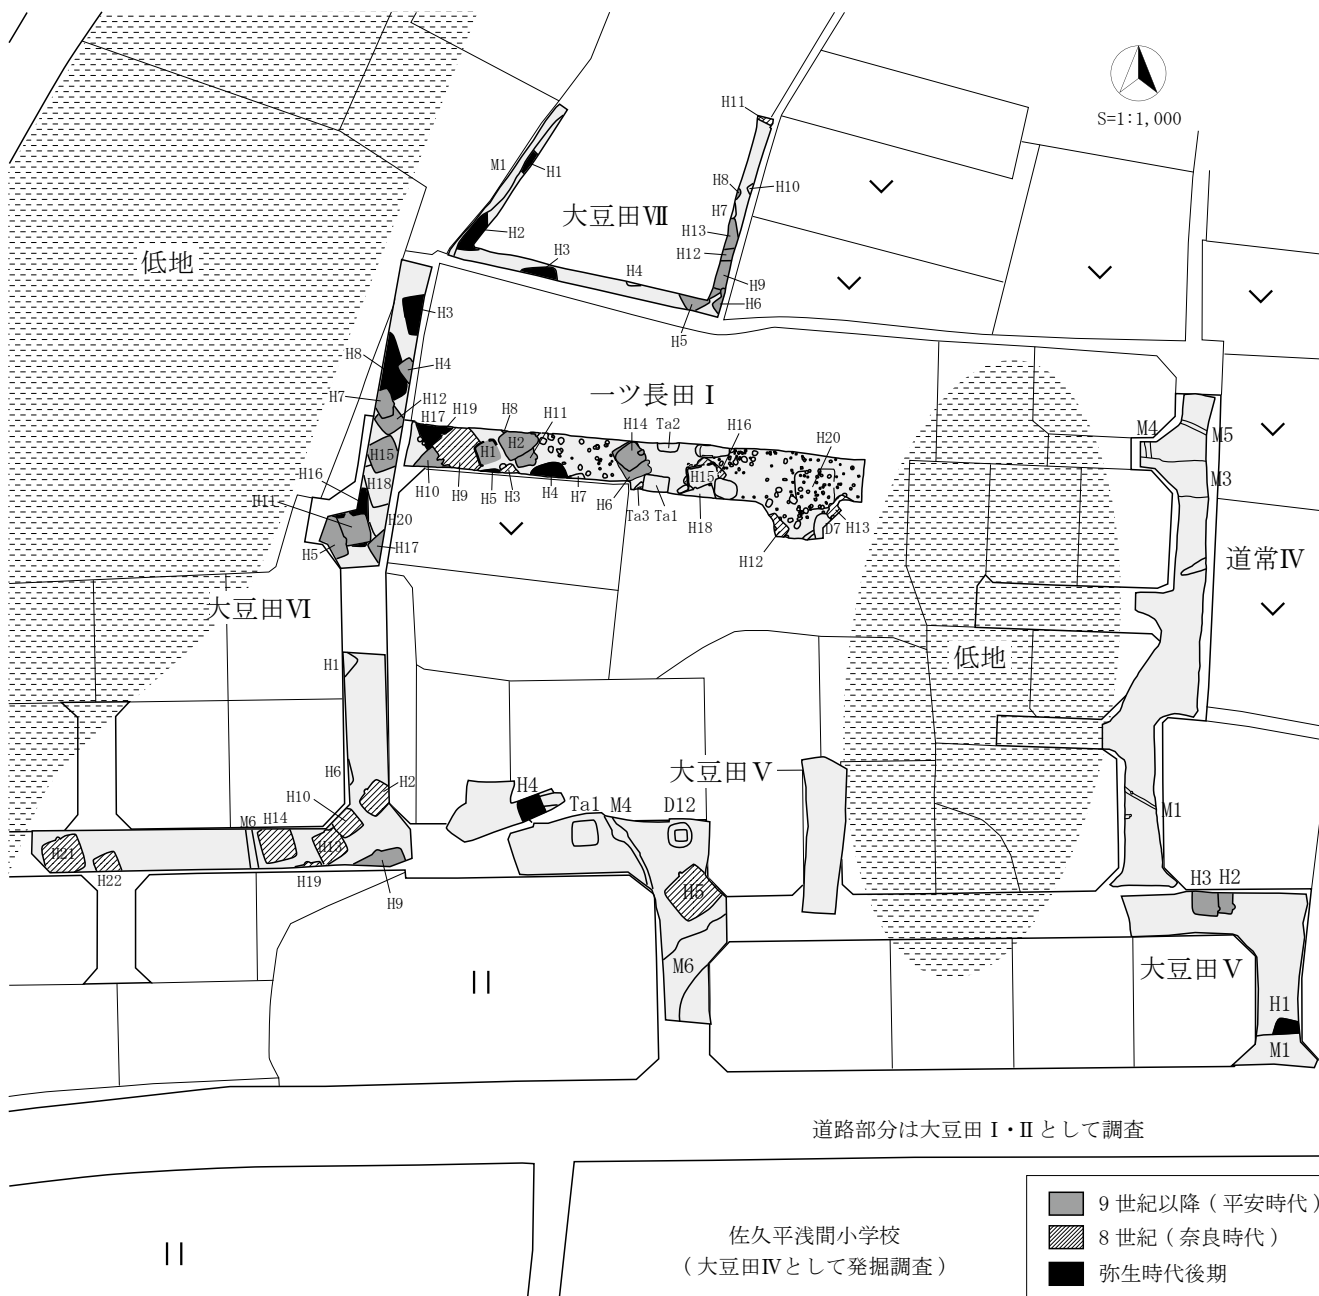 S=1:1,000
H11
M1
H1
H8
H10
H7
大豆田Ⅶ
H13
H2
H12
H3
低地
H4
H9
H6
H3
H5
H8
H4
一ツ長田Ⅰ
H7
H12
H19
H8
H11
H17
H14
Ta2
H16
M4
M5
H1
H2
H20
H15
M3
H16
H18
H15
H11
H10
H9
H5
H3
H4
H7
H6
Ta3
Ta1
H18
D7
H13
H20
H5
H17
H12
道常Ⅳ
大豆田Ⅵ
低地
H1
大豆田Ⅴ
H6
H2
H4
H10
Ta1
M4
D12
M1
M6
H14
H13
H21
H22
H19
H9
H5
H3
H2
M6
大豆田Ⅴ
H1
M1
道路部分は大豆田Ⅰ・Ⅱとして調査
9世紀以降(平安時代)
佐久平浅間小学校
(大豆田Ⅳとして発掘調査)
8世紀(奈良時代)
弥生時代後期